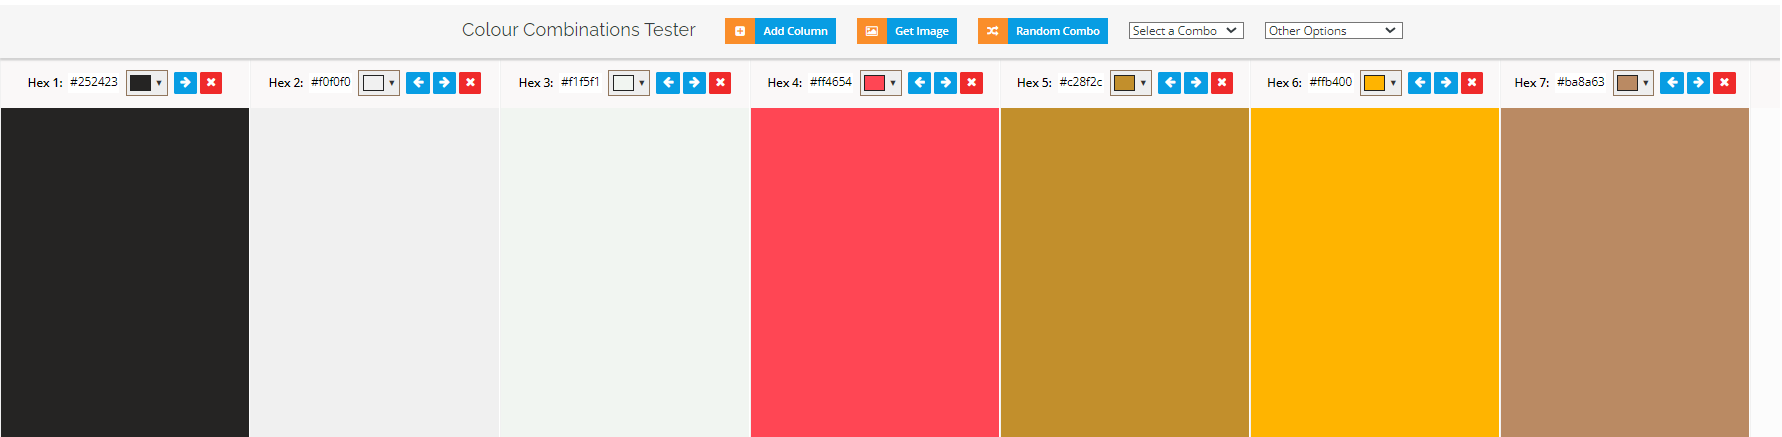 Colour Combinations Tester Add Column Get Image Random Combo Select a Combo Other Options
Hex 1: #252423 Hex 2: #f0f0f0 Hex 3: #f1f5f1 Hex 4: #ff4654 Hex 5: #c28f2c Hex 6: #ffb400 Hex 7: #ba8a63